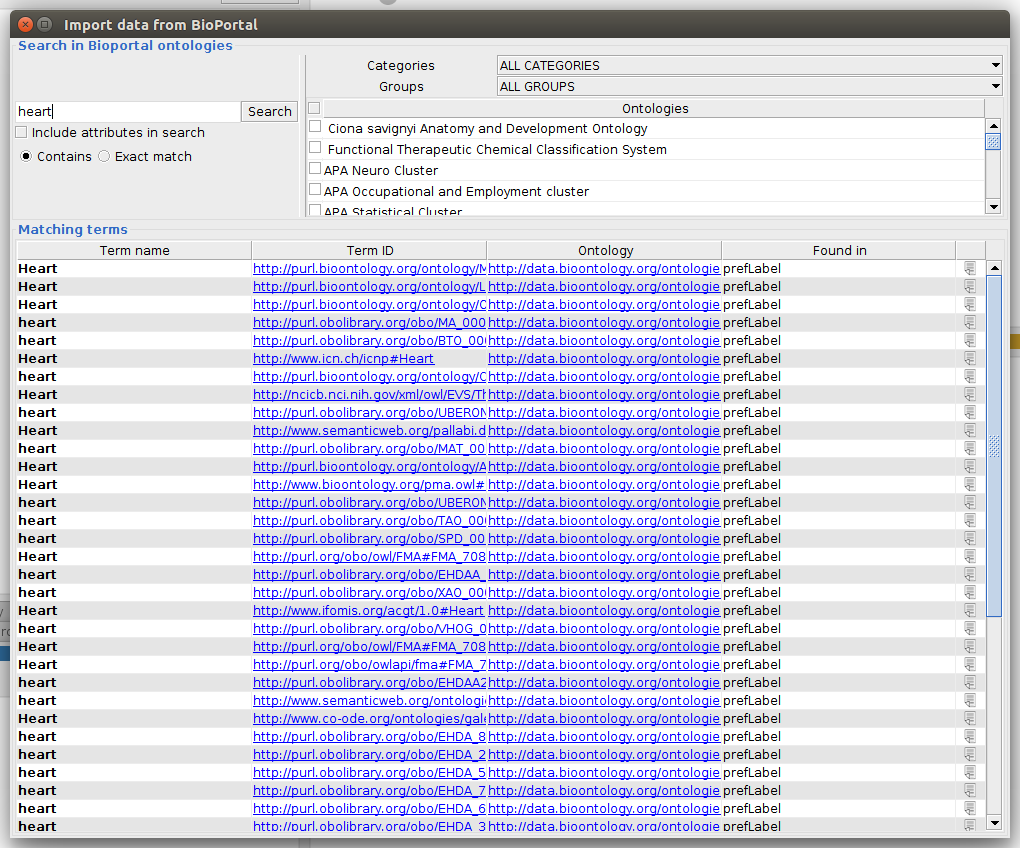 Import data from BioPortal
Search in Bioportal ontologies
Categories ALL CATEGORIES
Groups ALL GROUPS
heart Search
Include attributes in search
Contains Exact match
Ontologies
Ciona savignyi Anatomy and Development Ontology
Functional Therapeutic Chemical Classification System
APA Neuro Cluster
APA Occupational and Employment cluster
APA Statistical Cluster
Matching terms
Term name Term ID Ontology Found in
Heart http://purl.bioontology.org/ontology/M http://data.bioontology.org/ontologie prefLabel
Heart http://purl.bioontology.org/ontology/L http://data.bioontology.org/ontologie prefLabel
Heart http://purl.bioontology.org/ontology/C http://data.bioontology.org/ontologie prefLabel
heart http://purl.obolibrary.org/obo/MA_000 http://data.bioontology.org/ontologie prefLabel
heart http://purl.obolibrary.org/obo/BTO_00 http://data.bioontology.org/ontologie prefLabel
Heart http://www.icn.ch/icnp#Heart http://data.bioontology.org/ontologie prefLabel
heart http://purl.bioontology.org/ontology/C http://data.bioontology.org/ontologie prefLabel
Heart http://ncicb.nci.nih.gov/xml/owl/EVS/Th http://data.bioontology.org/ontologie prefLabel
heart http://purl.obolibrary.org/obo/UBERON http://data.bioontology.org/ontologie prefLabel
Heart http://www.semanticweb.org/pallabi.d http://data.bioontology.org/ontologie prefLabel
heart http://purl.obolibrary.org/obo/MAT_00 http://data.bioontology.org/ontologie prefLabel
Heart http://purl.bioontology.org/ontology/A http://data.bioontology.org/ontologie prefLabel
Heart http://www.bioontology.org/pma.owl# http://data.bioontology.org/ontologie prefLabel
heart http://purl.obolibrary.org/obo/UBERON http://data.bioontology.org/ontologie prefLabel
heart http://purl.obolibrary.org/obo/TAO_00 http://data.bioontology.org/ontologie prefLabel
heart http://purl.obolibrary.org/obo/SPD_00 http://data.bioontology.org/ontologie prefLabel
Heart http://purl.org/obo/owl/FMA#FMA_708 http://data.bioontology.org/ontologie prefLabel
heart http://purl.obolibrary.org/obo/EHDAA_ http://data.bioontology.org/ontologie prefLabel
heart http://purl.obolibrary.org/obo/XAO_00 http://data.bioontology.org/ontologie prefLabel
Heart http://www.ifomis.org/acgt/1.0#Heart http://data.bioontology.org/ontologie prefLabel
heart http://purl.obolibrary.org/obo/VHOG_0 http://data.bioontology.org/ontologie prefLabel
Heart http://purl.org/obo/owl/FMA#FMA_708 http://data.bioontology.org/ontologie prefLabel
Heart http://purl.org/obo/owlapi/fma#FMA_7 http://data.bioontology.org/ontologie prefLabel
heart http://purl.obolibrary.org/obo/EHDAA2 http://data.bioontology.org/ontologie prefLabel
heart http://www.semanticweb.org/ontologi http://data.bioontology.org/ontologie prefLabel
Heart http://www.co-ode.org/ontologies/gale http://data.bioontology.org/ontologie prefLabel
heart http://purl.obolibrary.org/obo/EHDA_8 http://data.bioontology.org/ontologie prefLabel
heart http://purl.obolibrary.org/obo/EHDA_2 http://data.bioontology.org/ontologie prefLabel
heart http://purl.obolibrary.org/obo/EHDA_5 http://data.bioontology.org/ontologie prefLabel
heart http://purl.obolibrary.org/obo/EHDA_7 http://data.bioontology.org/ontologie prefLabel
heart http://purl.obolibrary.org/obo/EHDA_6 http://data.bioontology.org/ontologie prefLabel
heart http://purl.obolibrary.org/obo/EHDA_3 http://data.bioontology.org/ontologie prefLabel